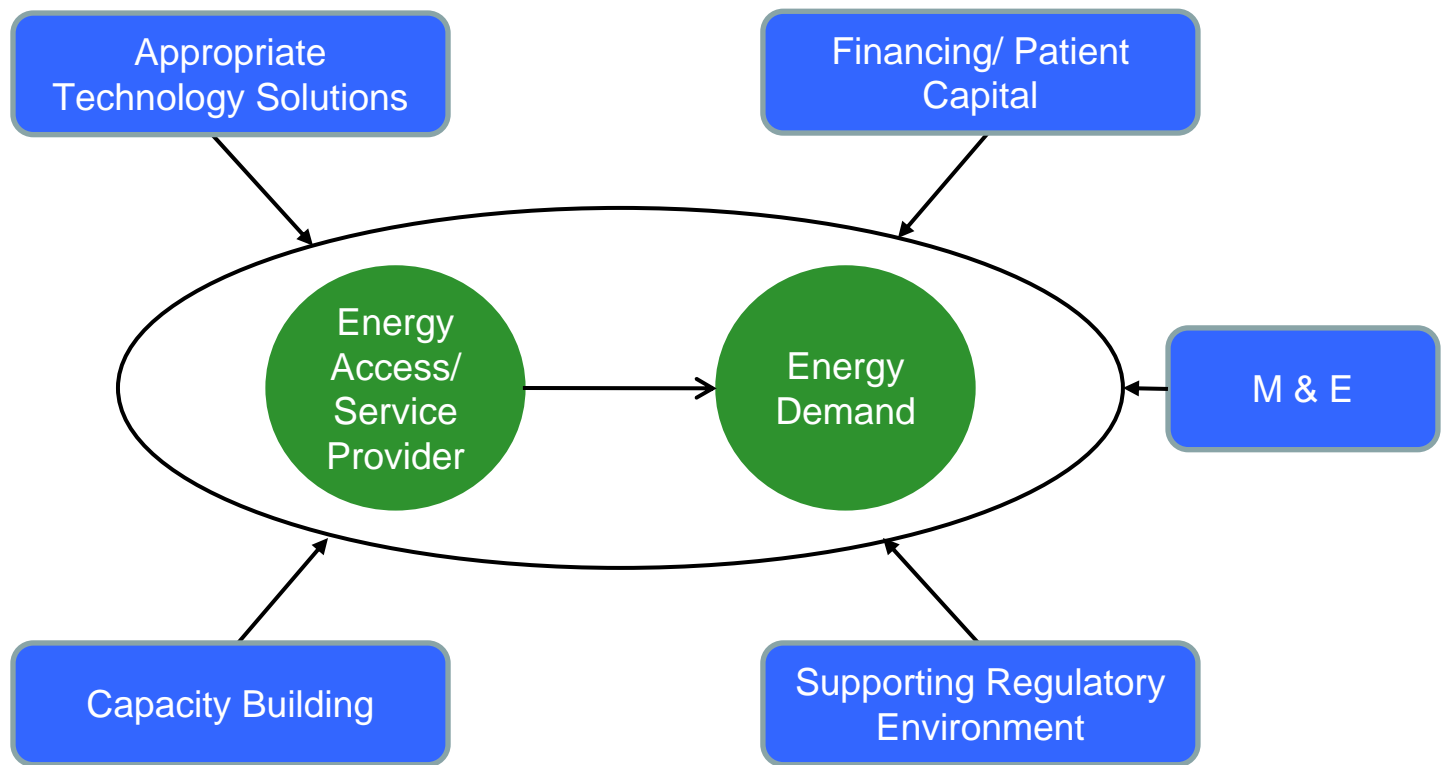 Appropriate
Technology Solutions
Financing/ Patient
Capital
Energy
Access/
Service
Provider
Energy
Demand
M & E
Capacity Building
Supporting Regulatory
Environment